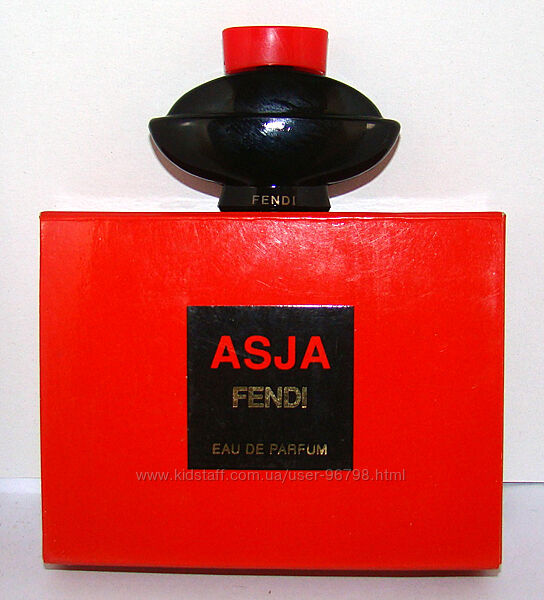 FENDI
ASJA
FENDI
EAU DE PARFUM
www.kidstaff.com.ua/user-96798.html